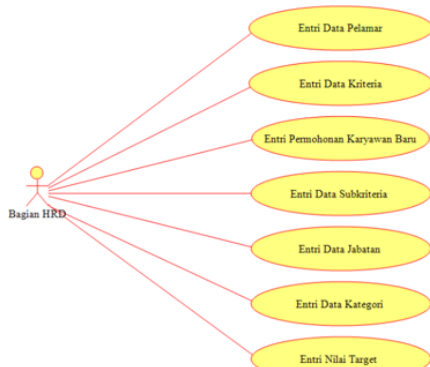 Entri Data Pelamar
Entri Data Kriteria
Entri Permohonan Karyawan Baru
Entri Data Subkriteria
Bagian HRD
Entri Data Jabatan
Entri Data Kategori
Entri Nilai Target